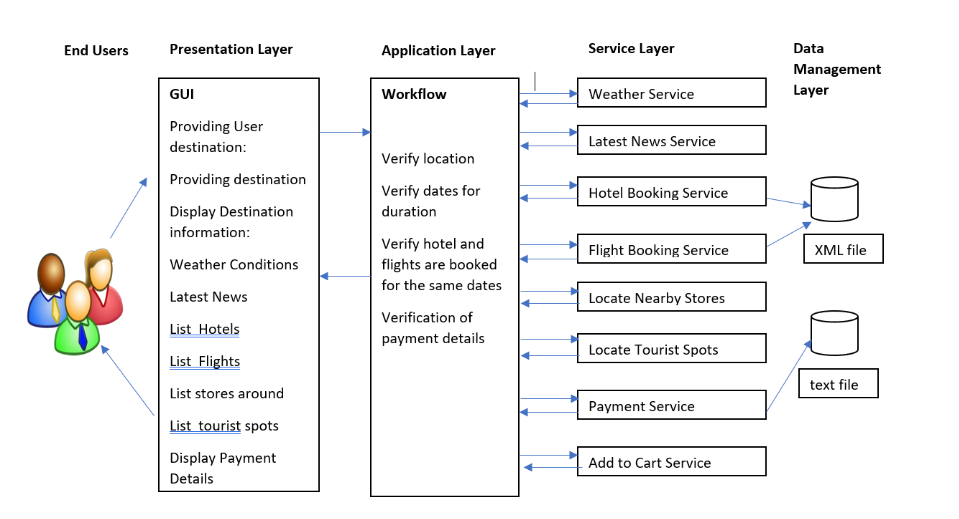 End Users
Presentation Layer
Application Layer
Service Layer
Data
Management
Layer
GUI
Providing User
destination:
Providing destination
Display Destination
information:
Weather Conditions
Latest News
List  Hotels
List  Flights
List stores around
List  tourist spots
Display Payment
Details
Workflow
Verify location
Verify dates for
duration
Verify hotel and
flights are booked
for the same dates
Verification of
payment details
Weather Service
Latest News Service
Hotel Booking Service
Flight Booking Service
Locate Nearby Stores
Locate Tourist Spots
Payment Service
Add to Cart Service
XML file
text file